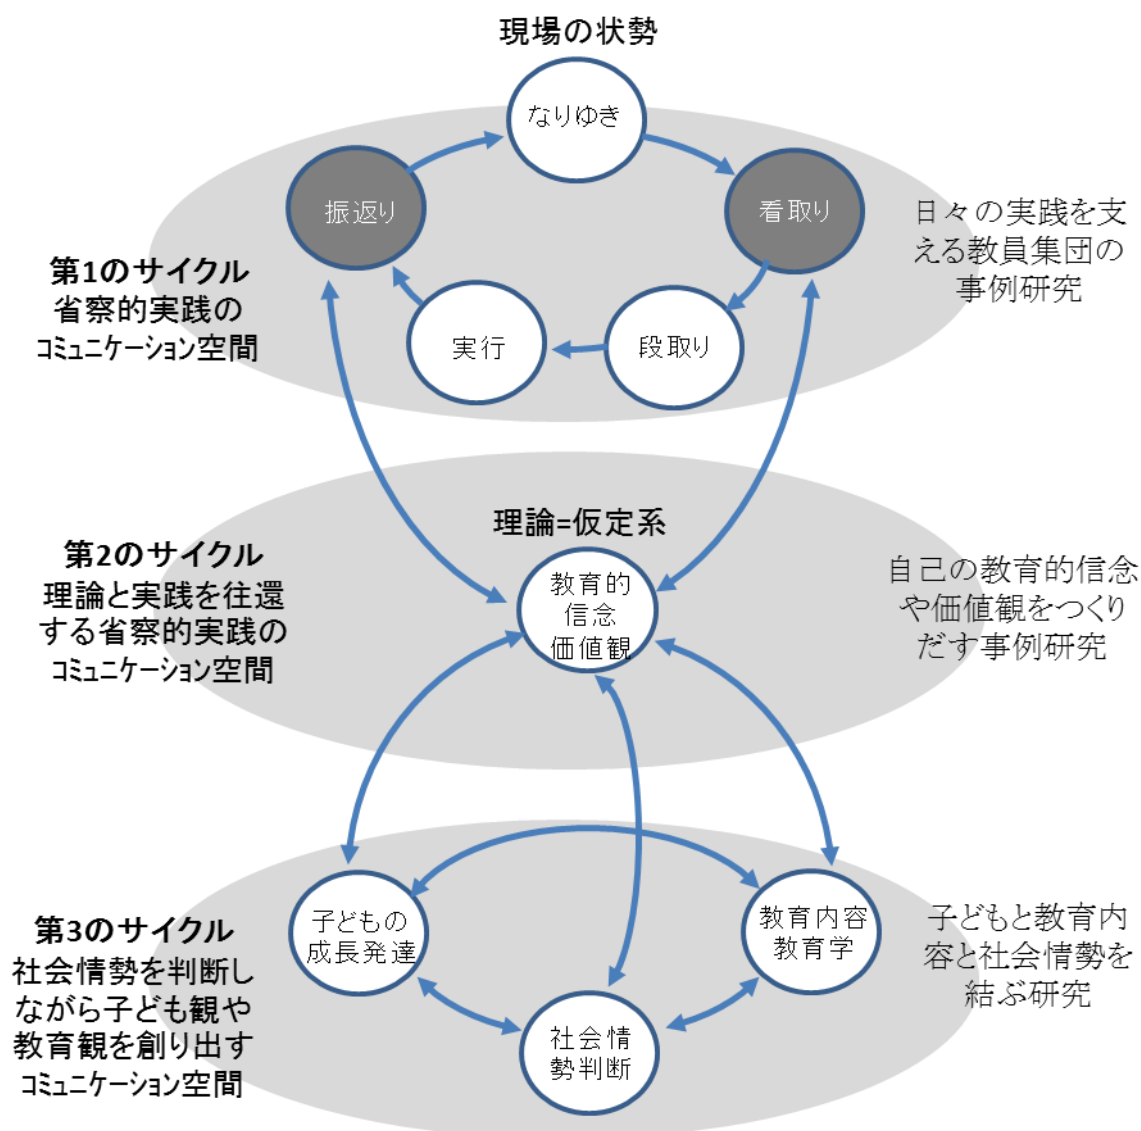 現場の状勢
なりゆき
振返り
看取り
実行
段取り
第1のサイクル
省察的実践の
コミュニケーション空間
日々の実践を支
える教員集団の
事例研究
理論=仮定系
教育的
信念
価値観
第2のサイクル
理論と実践を往還
する省察的実践の
コミュニケーション空間
自己の教育的信念
や価値観をつくり
だす事例研究
子どもの
成長発達
教育内容
教育学
社会情
勢判断
第3のサイクル
社会情勢を判断し
ながら子ども観や
教育観を創り出す
コミュニケーション空間
子どもと教育内
容と社会情勢を
結ぶ研究